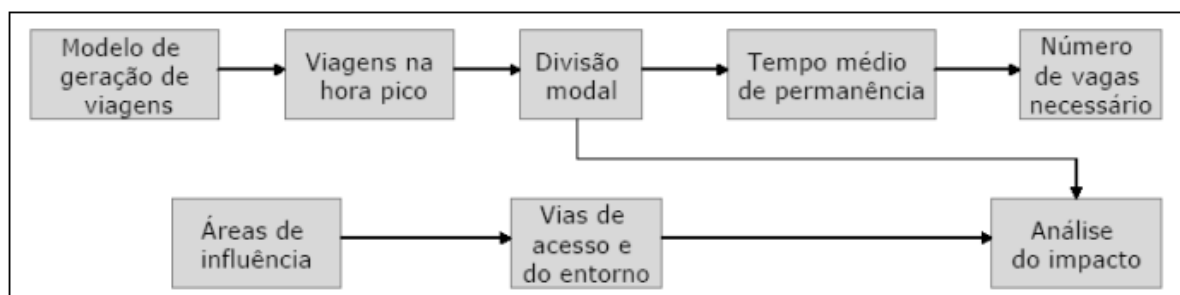 Modelo de
geração de
viagens
Viagens na
hora pico
Divisão
modal
Tempo médio
de permanência
Número
de vagas
necessário
Áreas de
influência
Vias de
acesso e
do entorno
Análise
do impacto